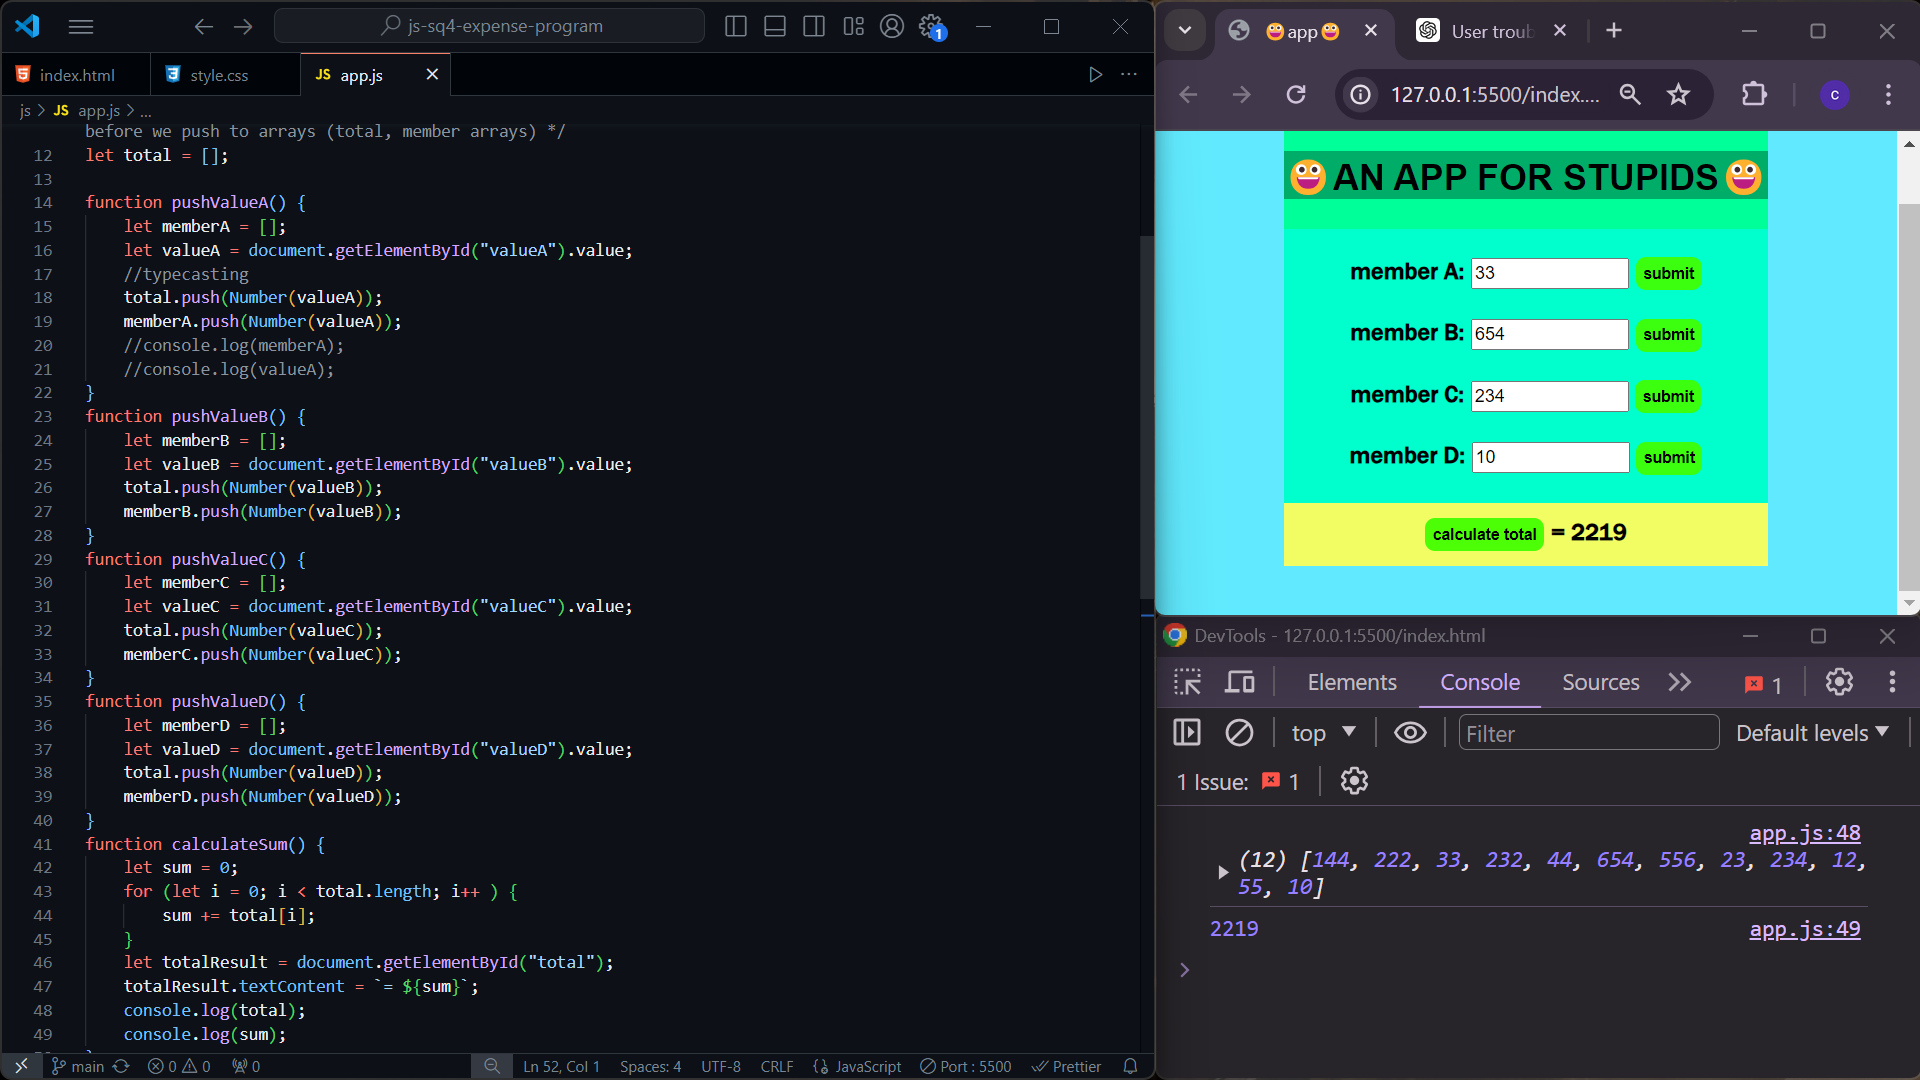 js-sq4-expense-program
1
index.html
style.css
JS app.js
js > JS app.js > ...
before we push to arrays (total, member arrays) */
12 let total = [];
13
14 function pushValueA() {
15 let memberA = [];
16 let valueA = document.getElementById("valueA").value;
17 //typecasting
18 total.push(Number(valueA));
19 memberA.push(Number(valueA));
20 //console.log(memberA);
21 //console.log(valueA);
22 }
23 function pushValueB() {
24 let memberB = [];
25 let valueB = document.getElementById("valueB").value;
26 total.push(Number(valueB));
27 memberB.push(Number(valueB));
28 }
29 function pushValueC() {
30 let memberC = [];
31 let valueC = document.getElementById("valueC").value;
32 total.push(Number(valueC));
33 memberC.push(Number(valueC));
34 }
35 function pushValueD() {
36 let memberD = [];
37 let valueD = document.getElementById("valueD").value;
38 total.push(Number(valueD));
39 memberD.push(Number(valueD));
40 }
41 function calculateSum() {
42 let sum = 0;
43 for (let i = 0; i < total.length; i++ ) {
44 sum += total[i];
45 }
46 let totalResult = document.getElementById("total");
47 totalResult.textContent = `= ${sum}`;
48 console.log(total);
49 console.log(sum);
main 0 0 0 Ln 52, Col 1 Spaces: 4 UTF-8 CRLF {} JavaScript Port : 5500 Prettier
😀app😀
User troub
127.0.0.1:5500/index....
c
😀 AN APP FOR STUPIDS 😀
member A: 33 submit
member B: 654 submit
member C: 234 submit
member D: 10 submit
calculate total = 2219
DevTools - 127.0.0.1:5500/index.html
Elements Console Sources 1
top Filter Default levels
1 Issue: 1
app.js:48
(12) [144, 222, 33, 232, 44, 654, 556, 23, 234, 12,
55, 10]
2219 app.js:49